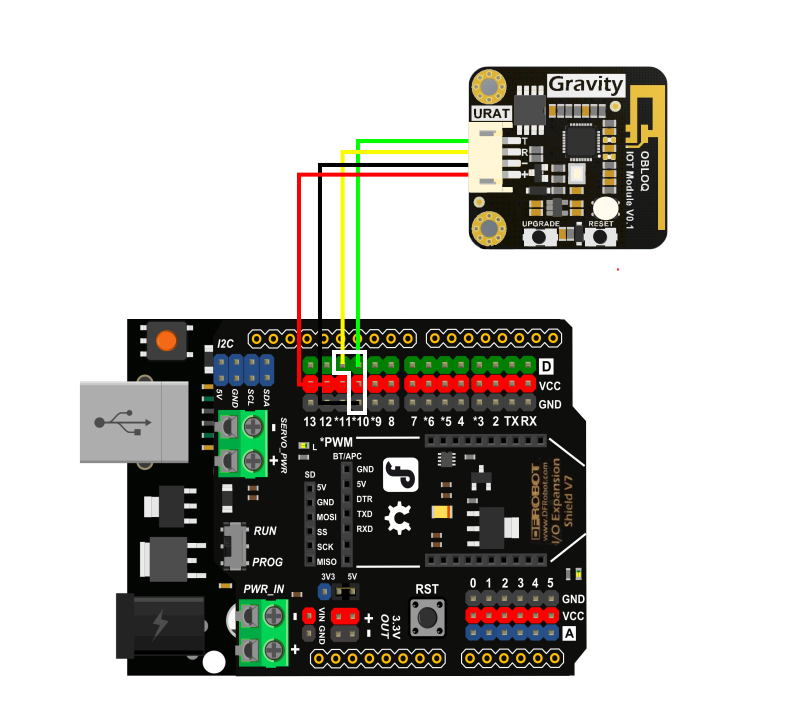 Gravity
URAT
T
R
-
+
OBLOQ
IOT Module V0.1
UPGRADE
RESET
I2C
5V
GND
SCL
SDA
D
VCC
GND
13 12 *11 *10 *9 8 7 *6 *5 4 *3 2 TX RX
-
+
SERVO_PWR
L
*PWM
BT/APC
SD
5V
GND
MOSI
SS
SCK
MISO
GND
5V
DTR
TXD
RXD
DFROBOT
www.DFRobot.com
I/O Expansion
Shield V7
RUN
PROG
PWR_IN
-
+
3V3 5V
VIN
GND
+
-
3.3V
OUT
RST
0 1 2 3 4 5
GND
VCC
A